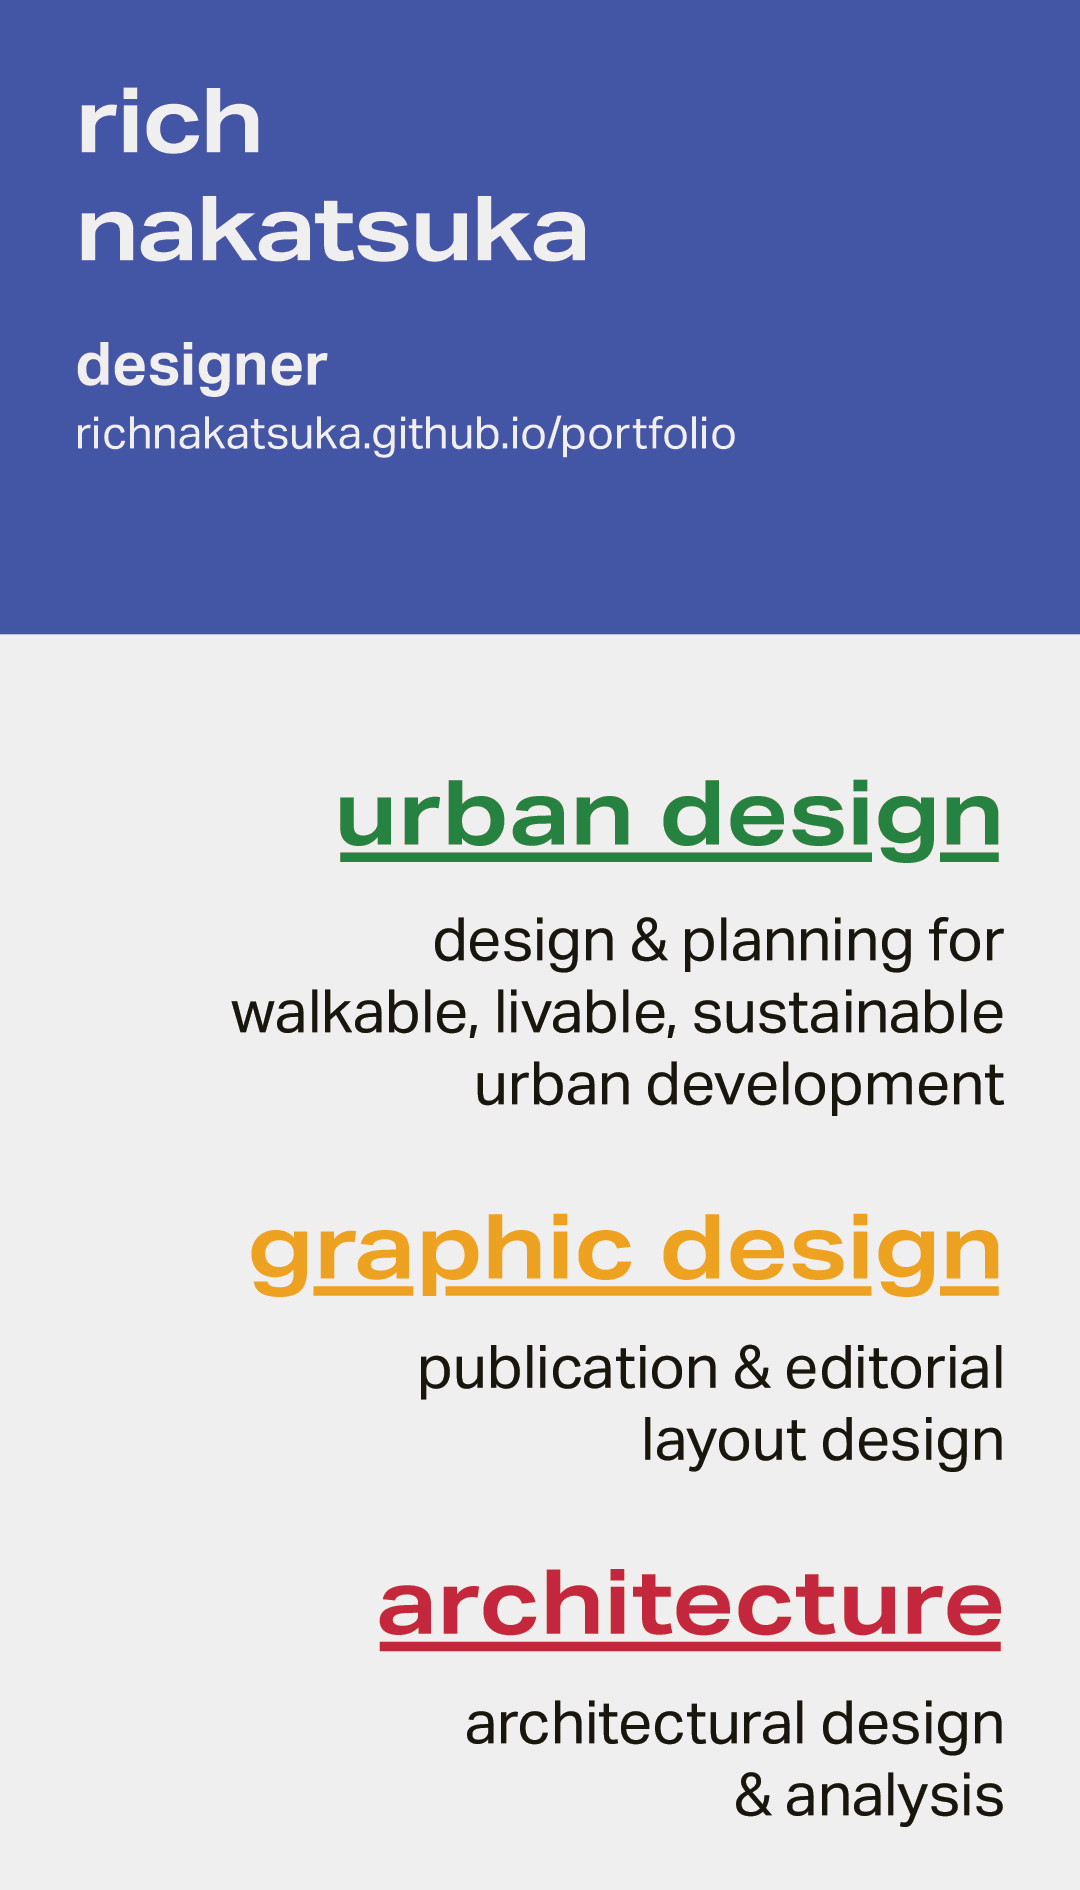 rich
nakatsuka
designer
richnakatsuka.github.io/portfolio
urban design
design & planning for
walkable, livable, sustainable
urban development
graphic design
publication & editorial
layout design
architecture
architectural design
& analysis